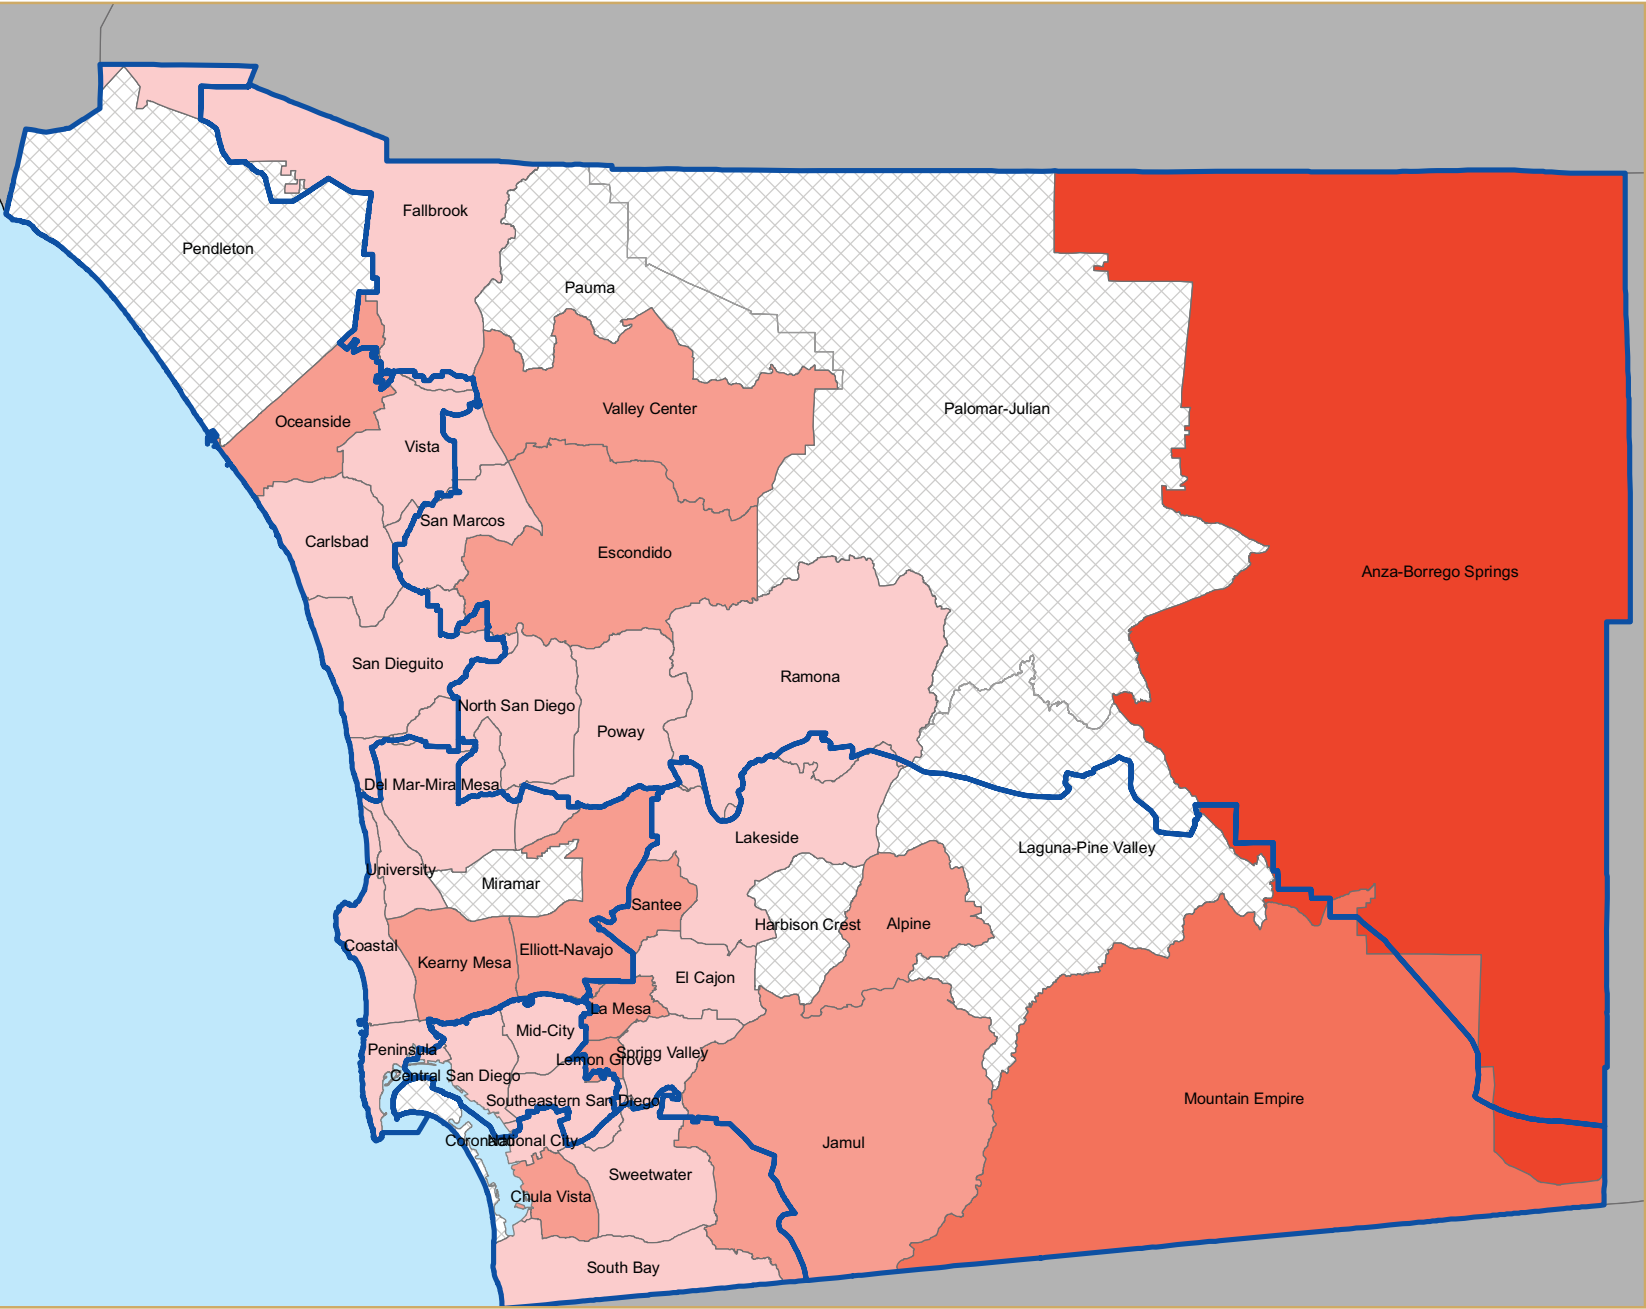 Fallbrook
Pendleton
Pauma
Valley Center
Palomar-Julian
Oceanside
Vista
San Marcos
Carlsbad
Escondido
Anza-Borrego Springs
San Dieguito
Ramona
North San Diego
Poway
Del Mar-Mira Mesa
Lakeside
Laguna-Pine Valley
University
Miramar
Santee
Harbison Crest
Alpine
Coastal
Elliott-Navajo
Kearny Mesa
El Cajon
La Mesa
Mid-City
Peninsula
Lemon Grove
Spring Valley
Central San Diego
Southeastern San Diego
Mountain Empire
Coronado
National City
Jamul
Sweetwater
Chula Vista
South Bay